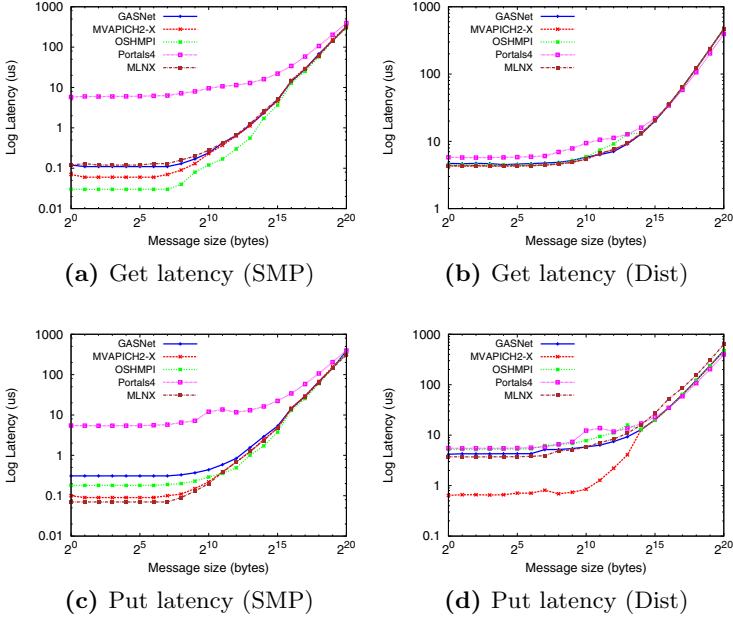 1000
100
10
1
0.1
0.01
Log Latency (us)
GASNet
MVAPICH2-X
OSHMPI
Portals4
MLNX
2^0 2^5 2^10 2^15 2^20
Message size (bytes)
(a) Get latency (SMP)
1000
100
10
1
Log Latency (us)
GASNet
MVAPICH2-X
OSHMPI
Portals4
MLNX
2^0 2^5 2^10 2^15 2^20
Message size (bytes)
(b) Get latency (Dist)
1000
100
10
1
0.1
0.01
Log Latency (us)
GASNet
MVAPICH2-X
OSHMPI
Portals4
MLNX
2^0 2^5 2^10 2^15 2^20
Message size (bytes)
(c) Put latency (SMP)
1000
100
10
1
0.1
Log Latency (us)
GASNet
MVAPICH2-X
OSHMPI
Portals4
MLNX
2^0 2^5 2^10 2^15 2^20
Message size (bytes)
(d) Put latency (Dist)